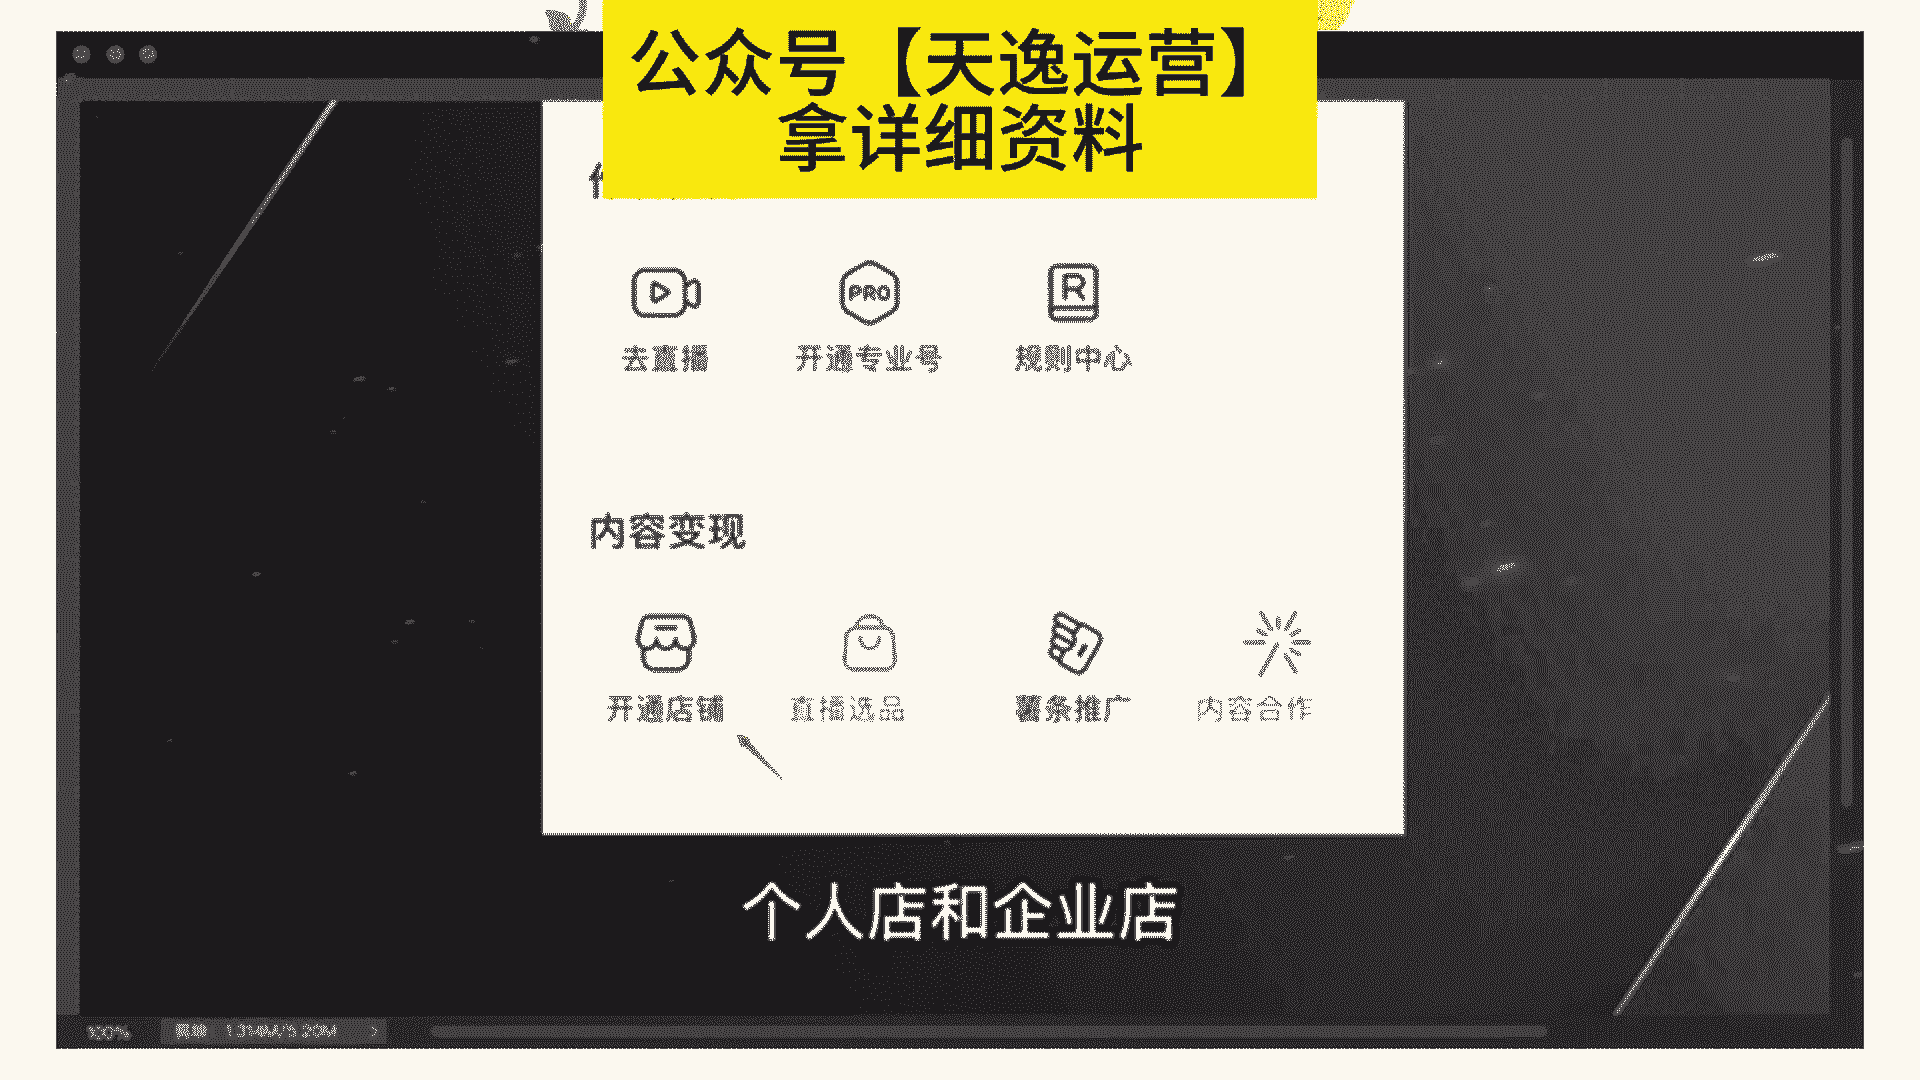 公众号【天逸运营】
拿详细资料
去直播
PRO
开通专业号
R
规则中心
内容变现
开通店铺
直播选品
薯条推广
内容合作
个人店和企业店
100%